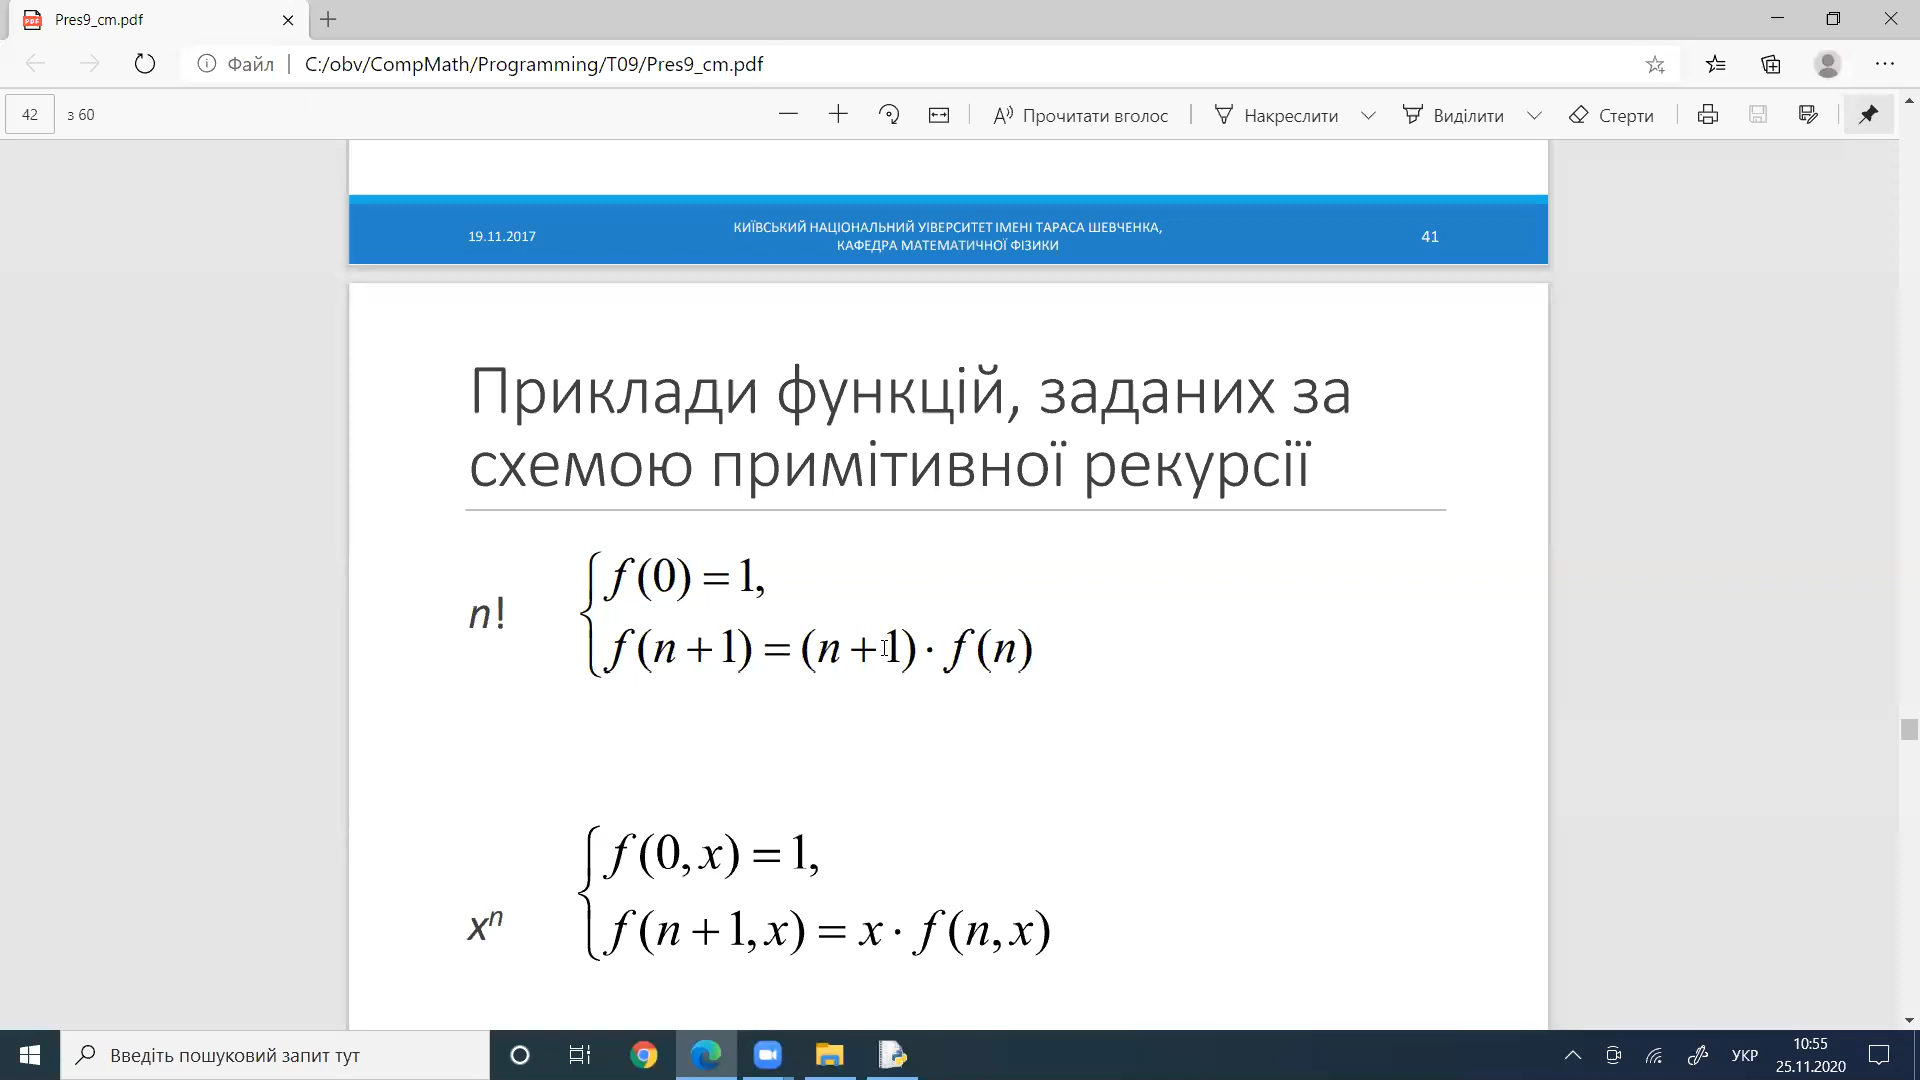 Pres9_cm.pdf
Файл | C:/obv/CompMath/Programming/T09/Pres9_cm.pdf
42 з 60 Прочитати вголос Накреслити Виділити Стерти
19.11.2017
КИЇВСЬКИЙ НАЦІОНАЛЬНИЙ УІВЕРСИТЕТ ІМЕНІ ТАРАСА ШЕВЧЕНКА,
КАФЕДРА МАТЕМАТИЧНОЇ ФІЗИКИ
41
Приклади функцій, заданих за
схемою примітивної рекурсії
n!
f(0) = 1,
f(n + 1) = (n + 1) · f(n)
xⁿ
f(0, x) = 1,
f(n + 1, x) = x · f(n, x)
Введіть пошуковий запит тут
УКР
10:55
25.11.2020